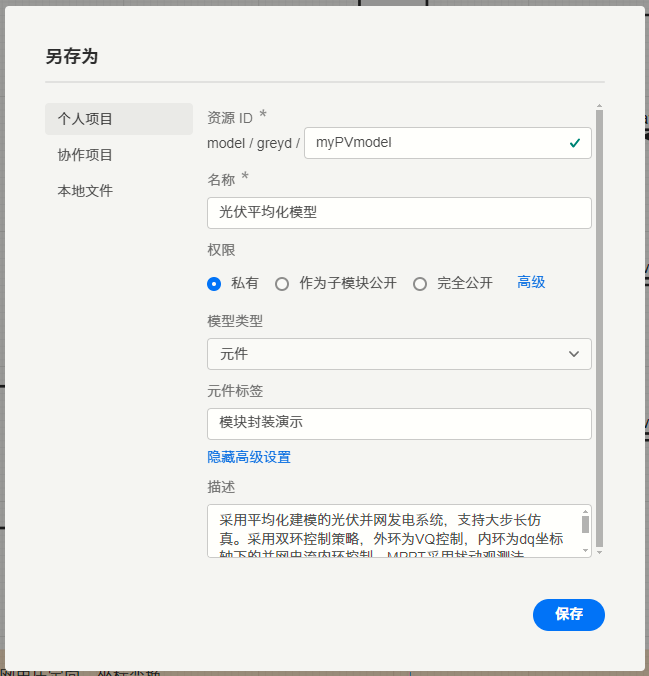 另存为
个人项目
协作项目
本地文件
资源 ID *
model / greyd / myPVmodel
名称 *
光伏平均化模型
权限
私有 作为子模块公开 完全公开 高级
模型类型
元件
元件标签
模块封装演示
隐藏高级设置
描述
采用平均化建模的光伏并网发电系统，支持大步长仿
真。采用双环控制策略，外环为VQ控制，内环为dq坐标
轴下的并网电流内环控制，MPPT采用扰动观测法
保存